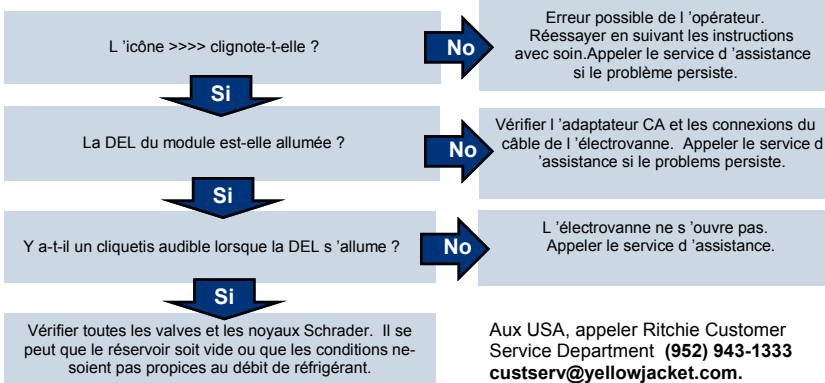 L 'icône >>>> clignote-t-elle ?
No
Erreur possible de l 'opérateur.
Réessayer en suivant les instructions
avec soin.Appeler le service d 'assistance
si le problème persiste.
Si
La DEL du module est-elle allumée ?
No
Vérifier l 'adaptateur CA et les connexions du
câble de l 'électrovanne. Appeler le service d
'assistance si le problems persiste.
Si
Y a-t-il un cliquetis audible lorsque la DEL s 'allume ?
No
L 'électrovanne ne s 'ouvre pas.
Appeler le service d 'assistance.
Si
Vérifier toutes les valves et les noyaux Schrader. Il se
peut que le réservoir soit vide ou que les conditions ne-
soient pas propices au débit de réfrigérant.
Aux USA, appeler Ritchie Customer
Service Department (952) 943-1333
custserv@yellowjacket.com.